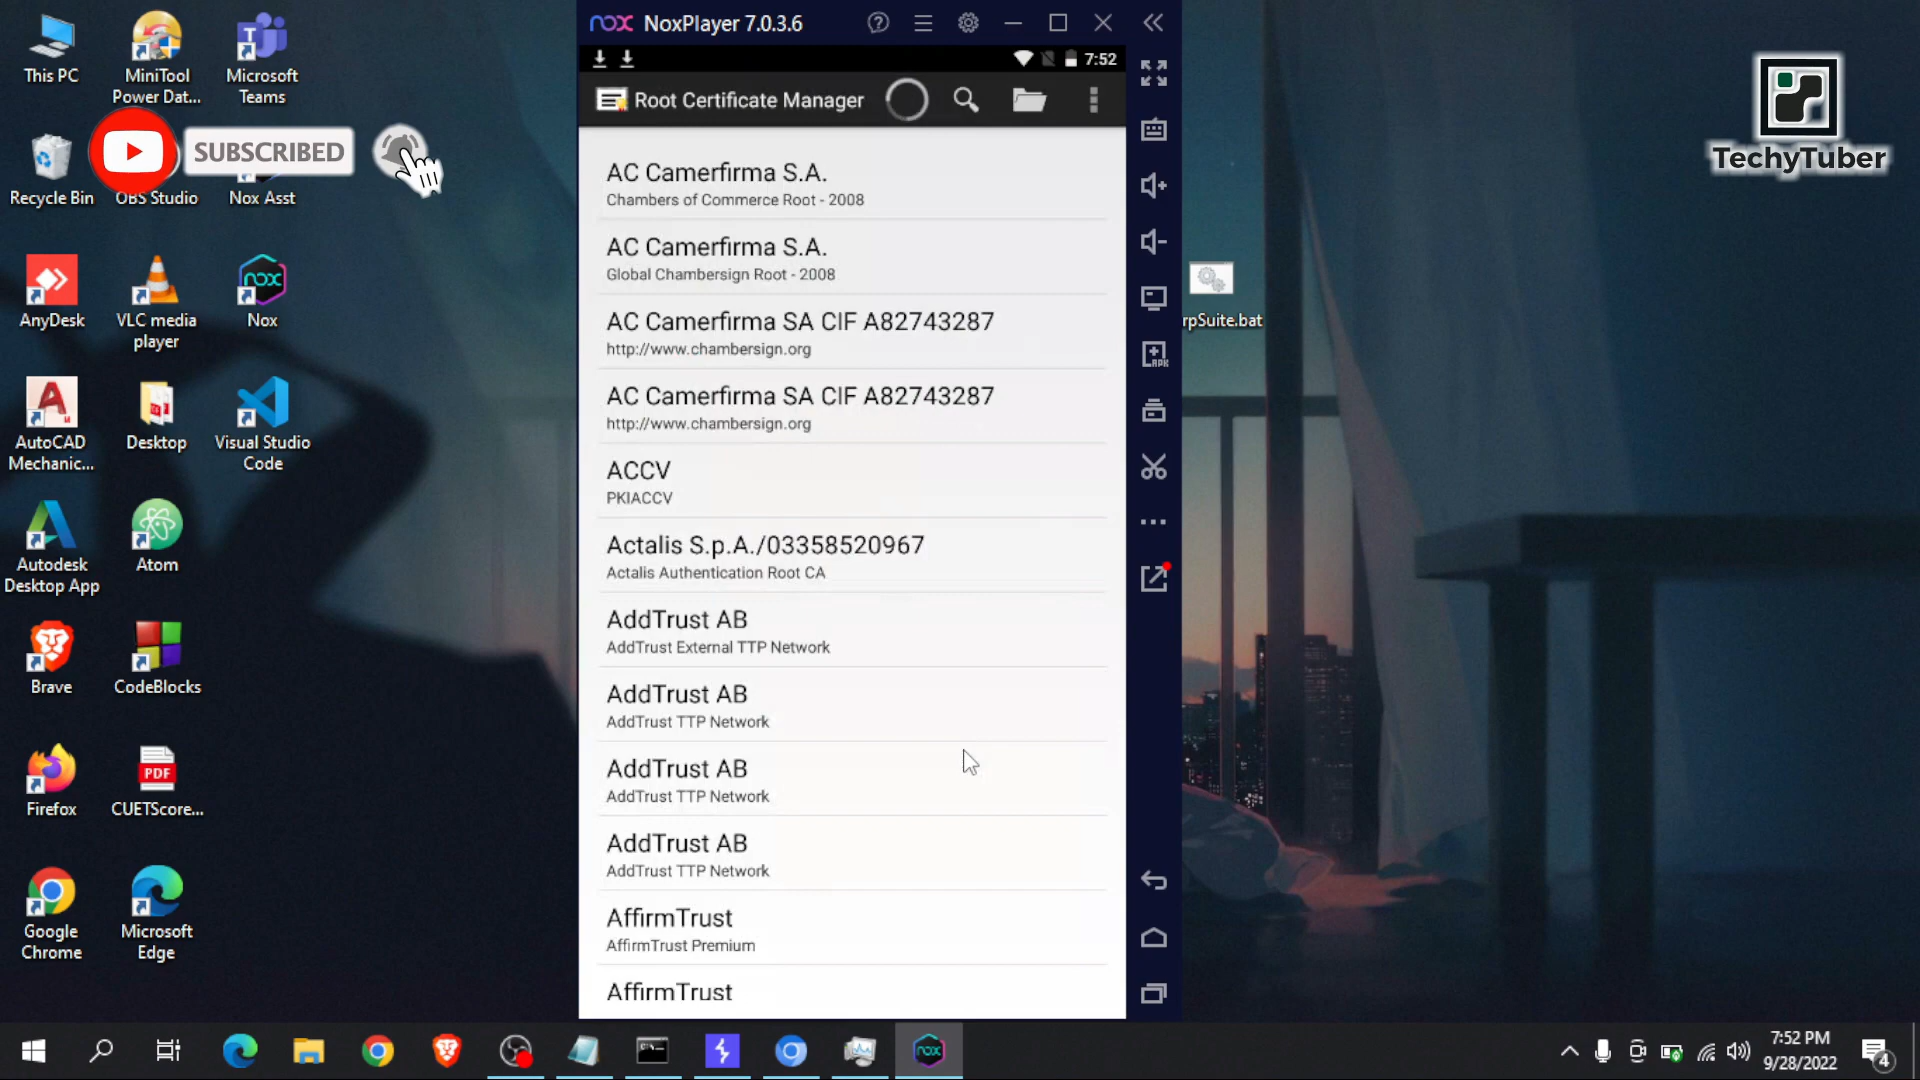 This PC
MiniTool
Power Dat...
Microsoft
Teams
SUBSCRIBED
Recycle Bin
OBS Studio
Nox Asst
AnyDesk
VLC media
player
nox
Nox
AutoCAD
Mechanic...
Desktop
Visual Studio
Code
Autodesk
Desktop App
Atom
Brave
CodeBlocks
Firefox
PDF
CUETScore...
Google
Chrome
Microsoft
Edge
nox NoxPlayer 7.0.3.6
7:52
Root Certificate Manager
AC Camerfirma S.A.
Chambers of Commerce Root - 2008
AC Camerfirma S.A.
Global Chambersign Root - 2008
AC Camerfirma SA CIF A82743287
http://www.chambersign.org
AC Camerfirma SA CIF A82743287
http://www.chambersign.org
ACCV
PKIACCV
Actalis S.p.A./03358520967
Actalis Authentication Root CA
AddTrust AB
AddTrust External TTP Network
AddTrust AB
AddTrust TTP Network
AddTrust AB
AddTrust TTP Network
AddTrust AB
AddTrust TTP Network
AffirmTrust
AffirmTrust Premium
AffirmTrust
APK
rpSuite.bat
TechyTuber
nox
7:52 PM
9/28/2022
4